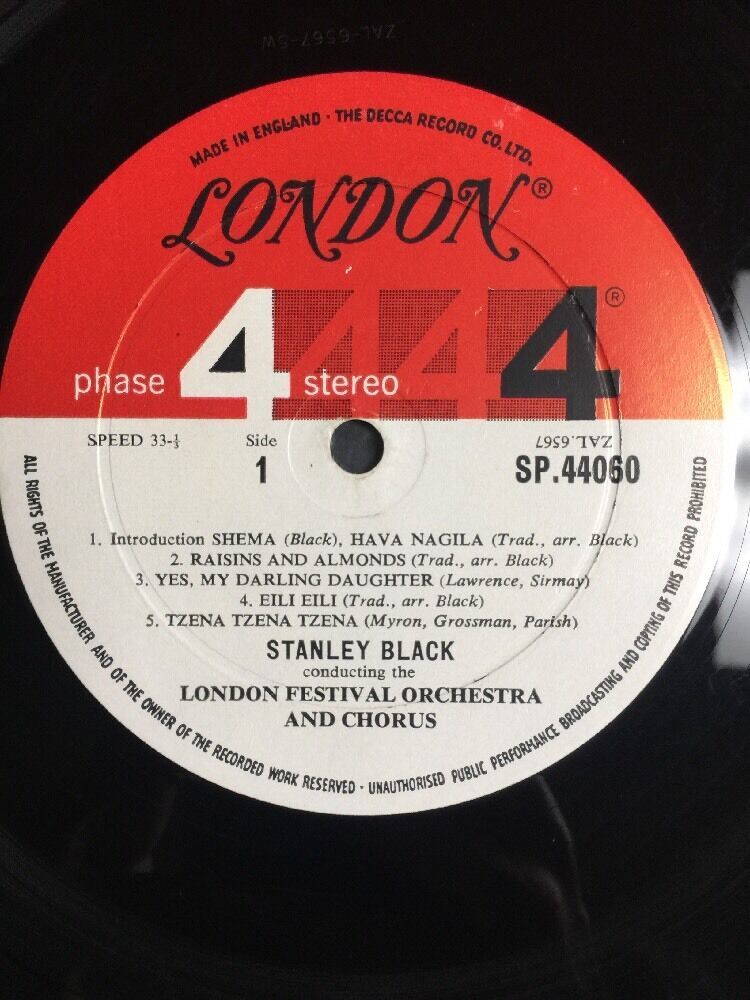 ZAL-6567-5W
MADE IN ENGLAND · THE DECCA RECORD CO. LTD.
LONDON®
phase 4 stereo 4 4 4 ®
SPEED 33-⅓
Side
1
ZAL.6567
SP.44060
1. Introduction SHEMA (Black), HAVA NAGILA (Trad., arr. Black)
2. RAISINS AND ALMONDS (Trad., arr. Black)
3. YES, MY DARLING DAUGHTER (Lawrence, Sirmay)
4. EILI EILI (Trad., arr. Black)
5. TZENA TZENA TZENA (Myron, Grossman, Parish)
STANLEY BLACK
conducting the
LONDON FESTIVAL ORCHESTRA
AND CHORUS
ALL RIGHTS OF THE MANUFACTURER AND OF THE OWNER OF THE RECORDED WORK RESERVED · UNAUTHORISED PUBLIC PERFORMANCE BROADCASTING AND COPYING OF THIS RECORD PROHIBITED